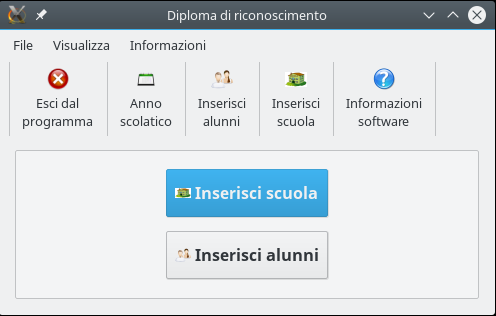 Diploma di riconoscimento
File Visualizza Informazioni
Esci dal
programma
Anno
scolatico
Inserisci
alunni
Inserisci
scuola
Informazioni
software
Inserisci scuola
Inserisci alunni